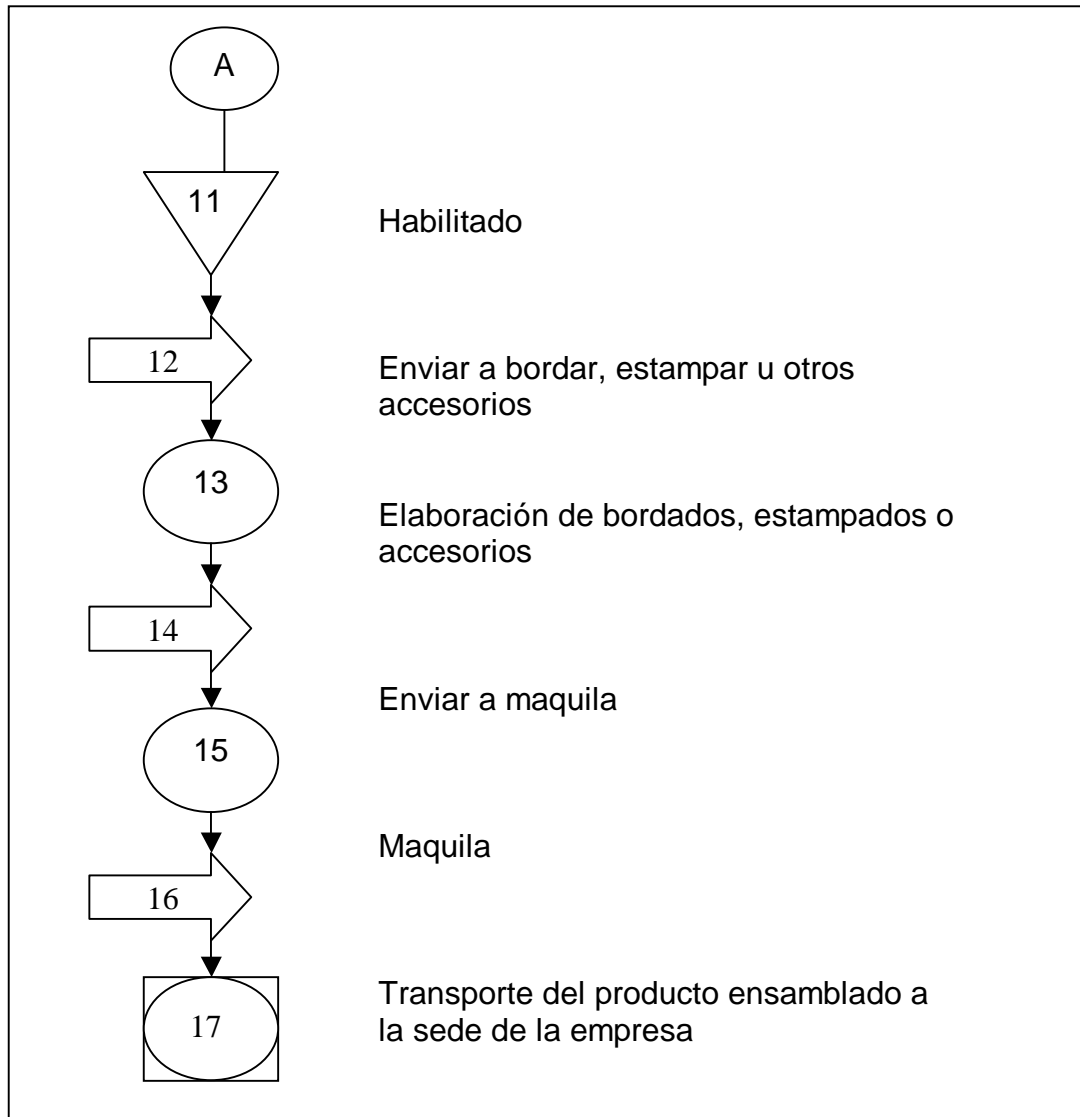 A
11
Habilitado
12
Enviar a bordar, estampar u otros
accesorios
13
Elaboración de bordados, estampados o
accesorios
14
Enviar a maquila
15
Maquila
16
Transporte del producto ensamblado a
la sede de la empresa
17